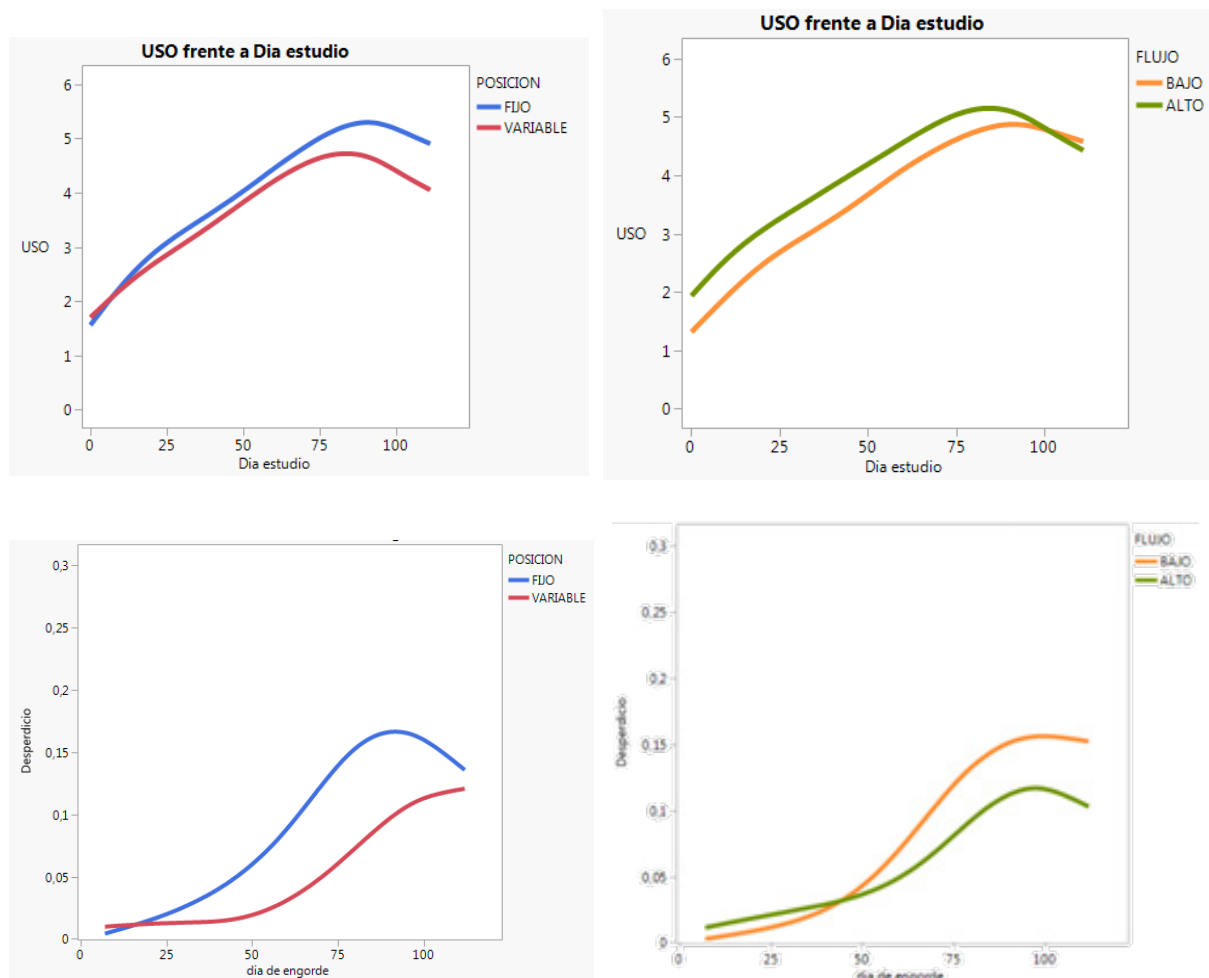 USO frente a Dia estudio
POSICION
FIJO
VARIABLE
6
5
4
3
2
1
0
USO
0 25 50 75 100
Dia estudio
USO frente a Dia estudio
FLUJO
BAJO
ALTO
6
5
4
3
2
1
0
USO
0 25 50 75 100
Dia estudio
POSICION
FIJO
VARIABLE
0,3
0,25
0,2
0,15
0,1
0,05
0
Desperdicio
0 25 50 75 100
dia de engorde
FLUJO
BAJO
ALTO
0,3
0,25
0,2
0,15
0,1
0,05
0
Desperdicio
0 25 50 75 100
dia de engorde